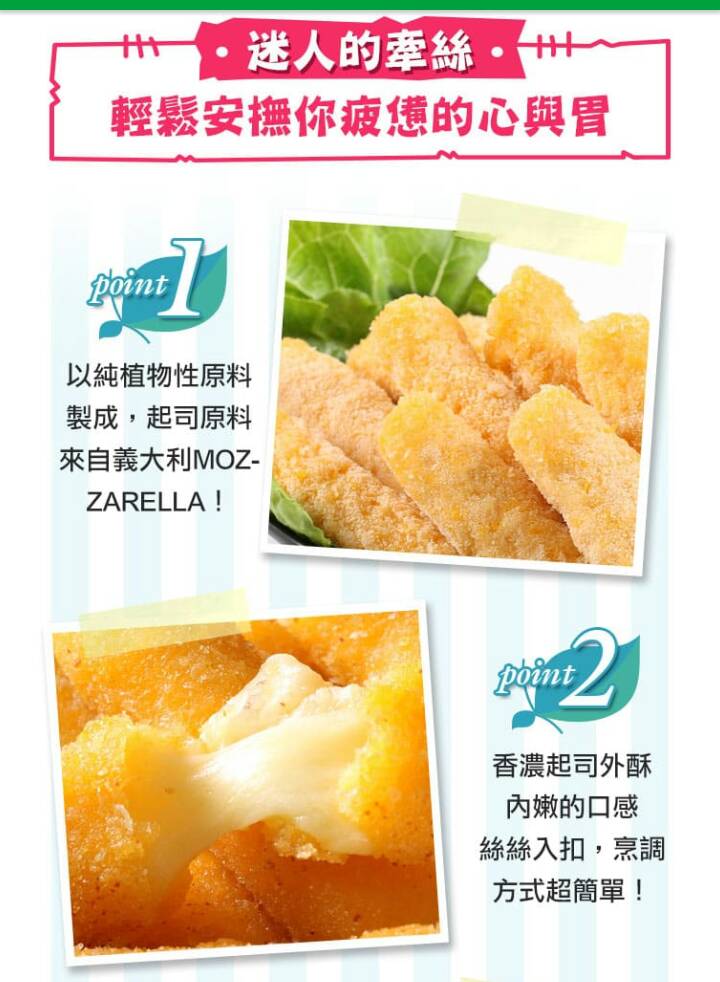 ·迷人的牽絲·
輕鬆安撫你疲憊的心與胃
point 1
以純植物性原料
製成，起司原料
來自義大利MOZ-
ZARELLA！
point 2
香濃起司外酥
內嫩的口感
絲絲入扣，烹調
方式超簡單！